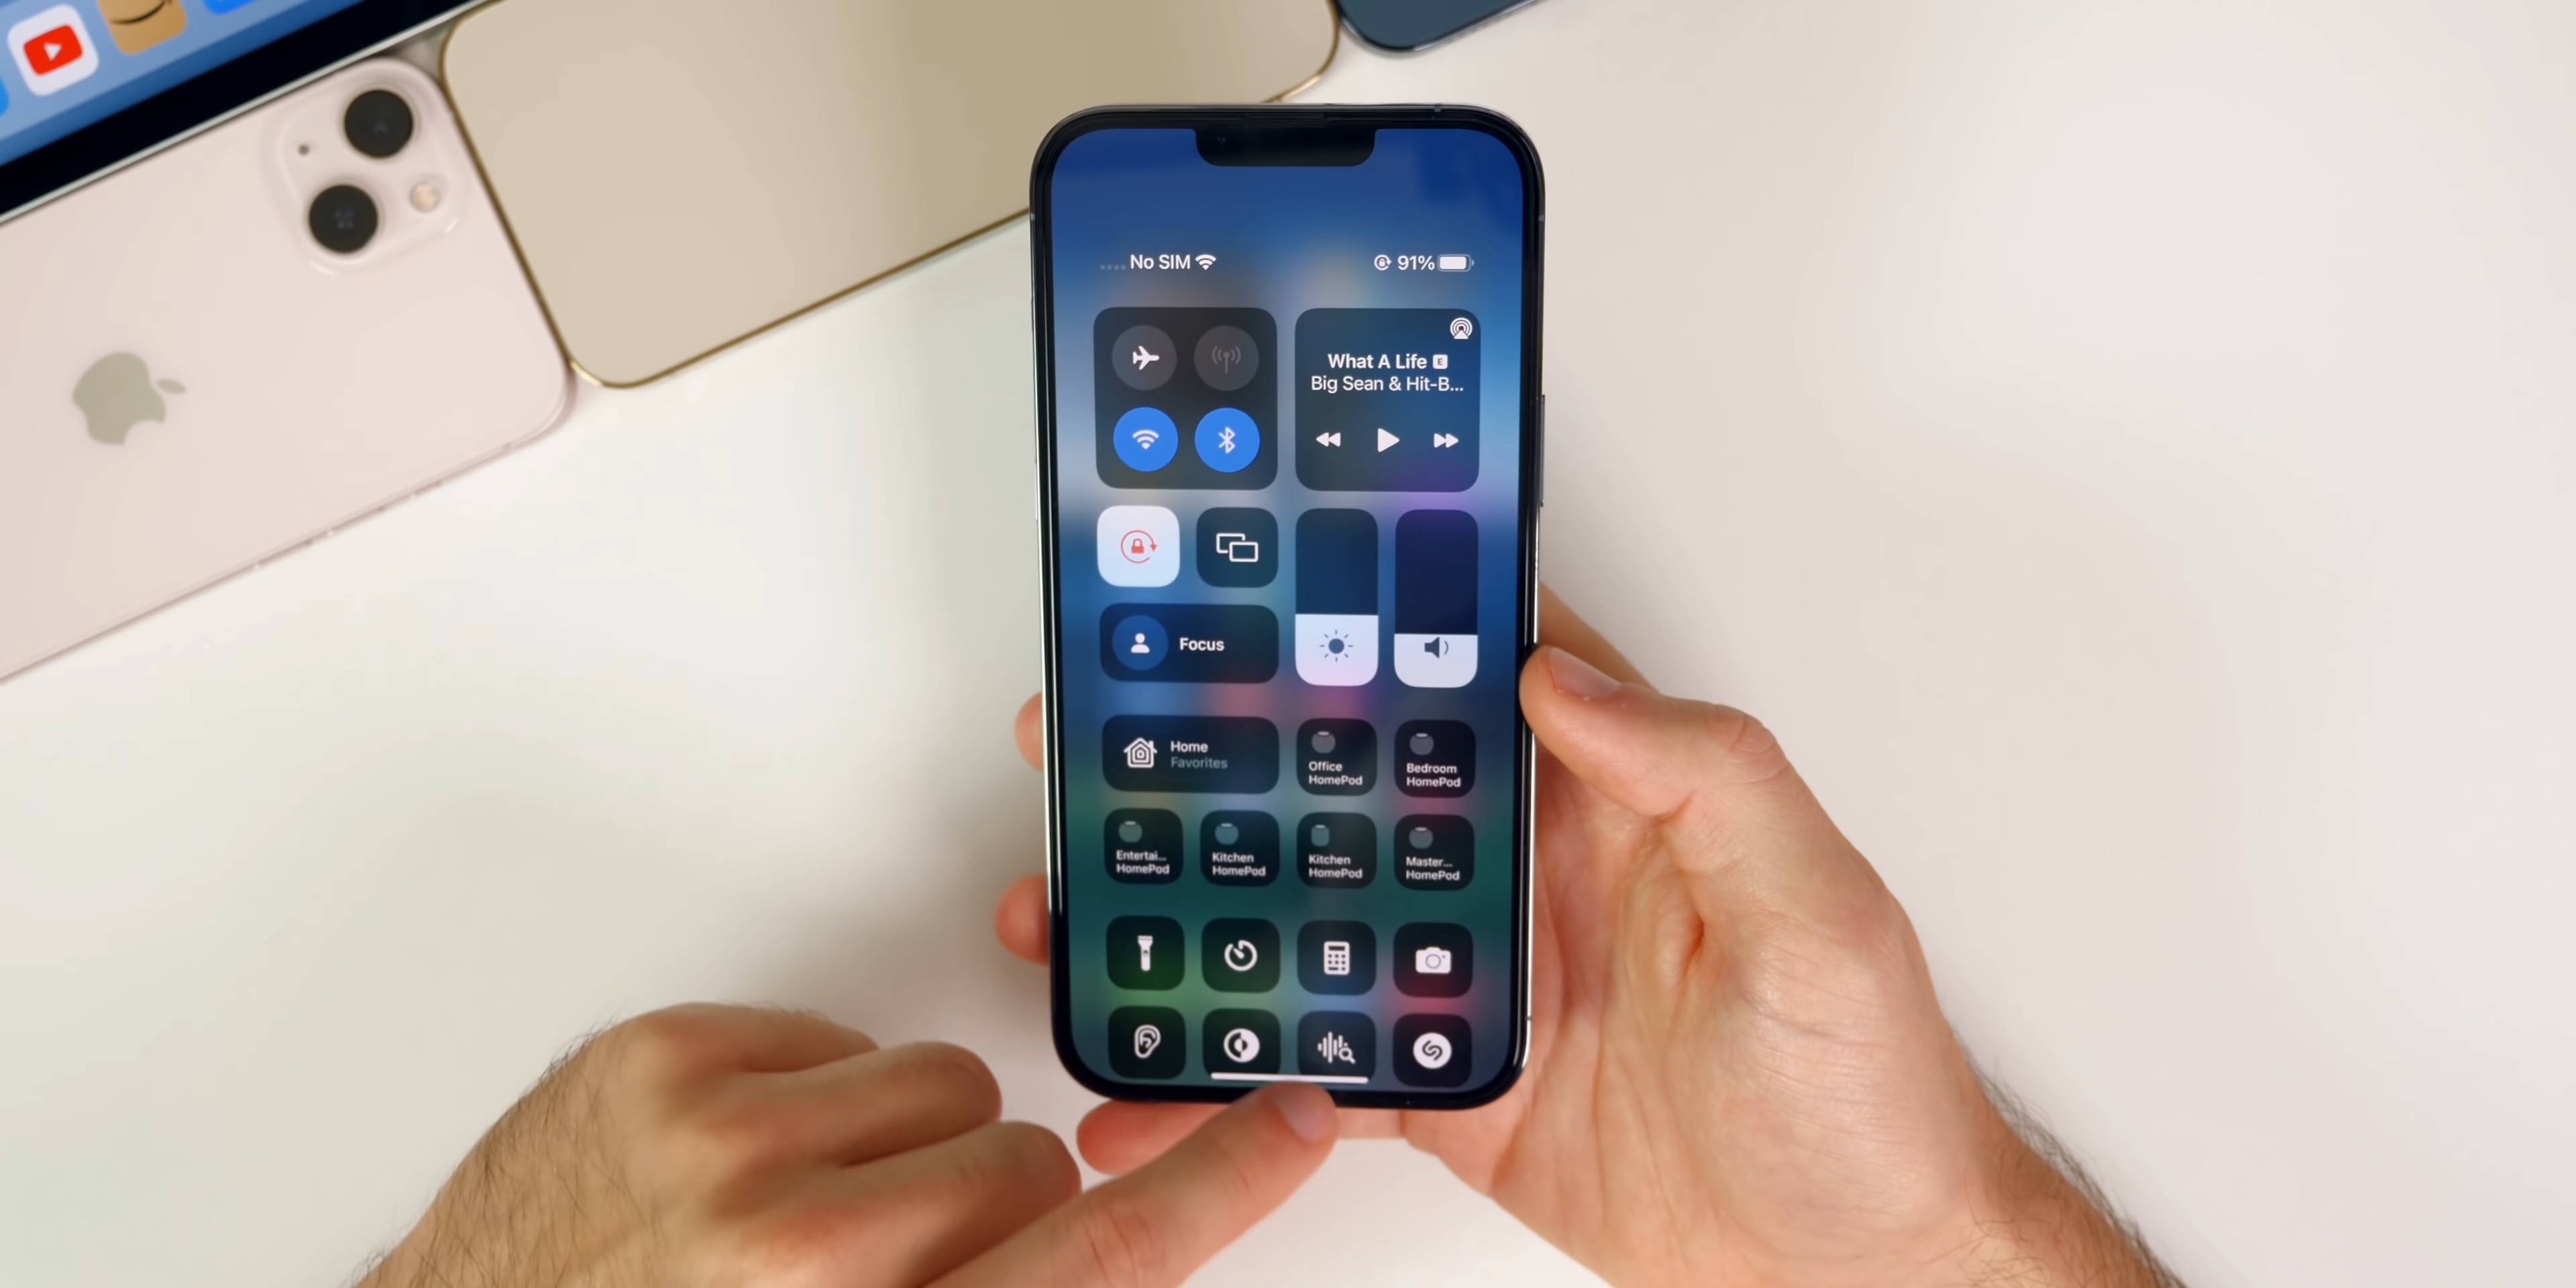 No SIM
91%
What A Life E
Big Sean & Hit-B...
Focus
Home
Favorites
Office
HomePod
Bedroom
HomePod
Entertai...
HomePod
Kitchen
HomePod
Kitchen
HomePod
Master...
HomePod